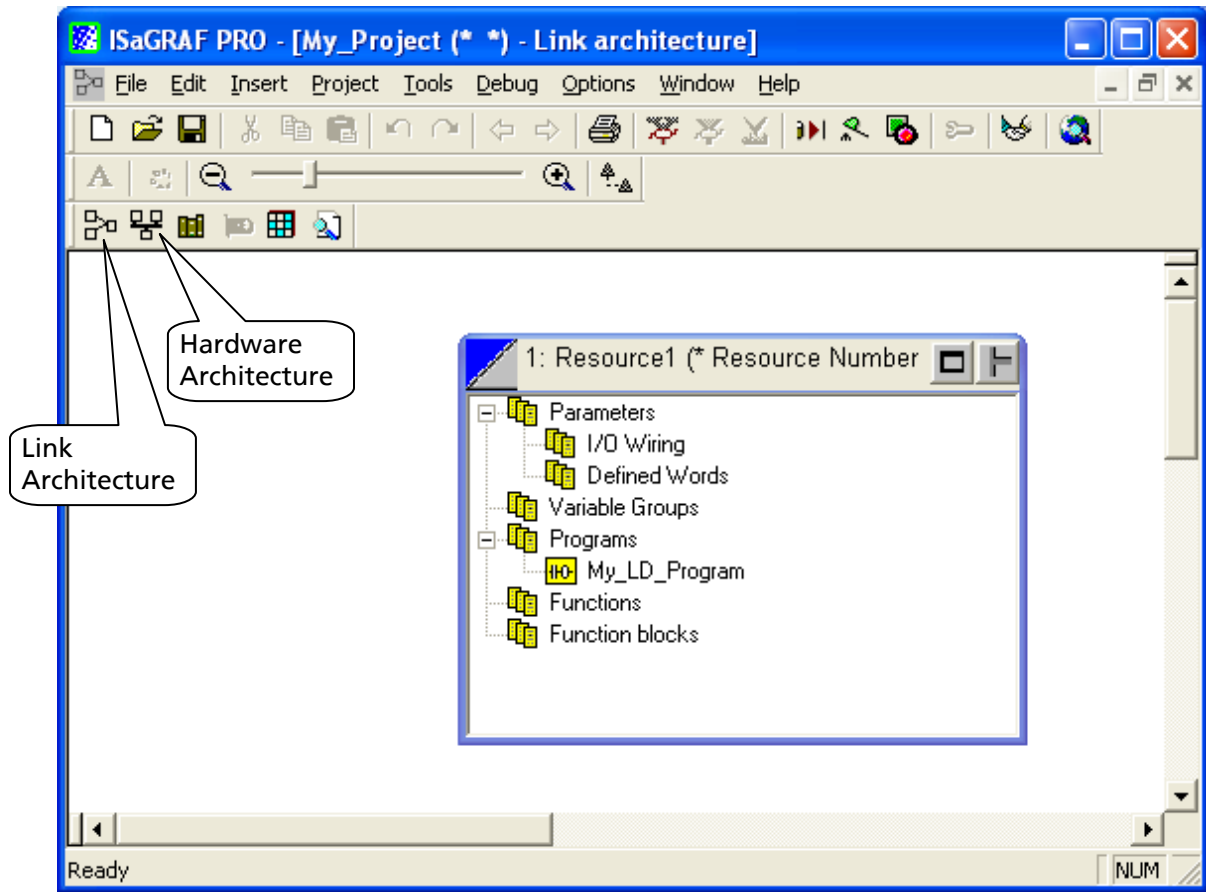 ISaGRAF PRO - [My_Project (* *) - Link architecture]
File Edit Insert Project Tools Debug Options Window Help
A
Hardware
Architecture
Link
Architecture
1: Resource1 (* Resource Number
Parameters
I/O Wiring
Defined Words
Variable Groups
Programs
My_LD_Program
Functions
Function blocks
Ready
NUM